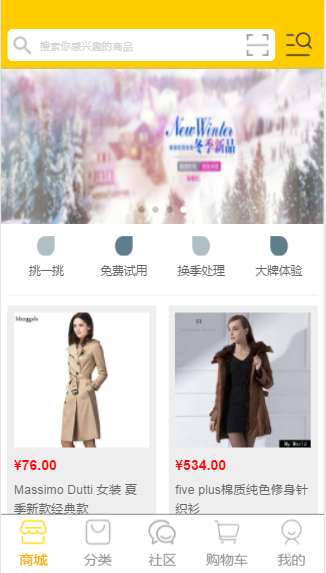 搜索你感兴趣的商品
NewWinter
冬季新品
挑一挑
免费试用
换季处理
大牌体验
¥76.00
Massimo Dutti 女装 夏
季新款经典款
My World
¥534.00
five plus棉质纯色修身针
织衫
商城
分类
社区
购物车
我的